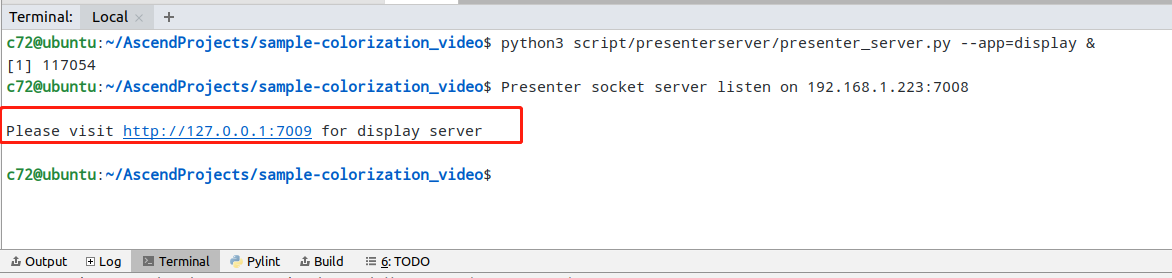 Terminal: Local × +
c72@ubuntu:~/AscendProjects/sample-colorization_video$ python3 script/presenterserver/presenter_server.py --app=display &
[1] 117054
c72@ubuntu:~/AscendProjects/sample-colorization_video$ Presenter socket server listen on 192.168.1.223:7008
Please visit http://127.0.0.1:7009 for display server
c72@ubuntu:~/AscendProjects/sample-colorization_video$
Output Log Terminal Pylint Build 6: TODO